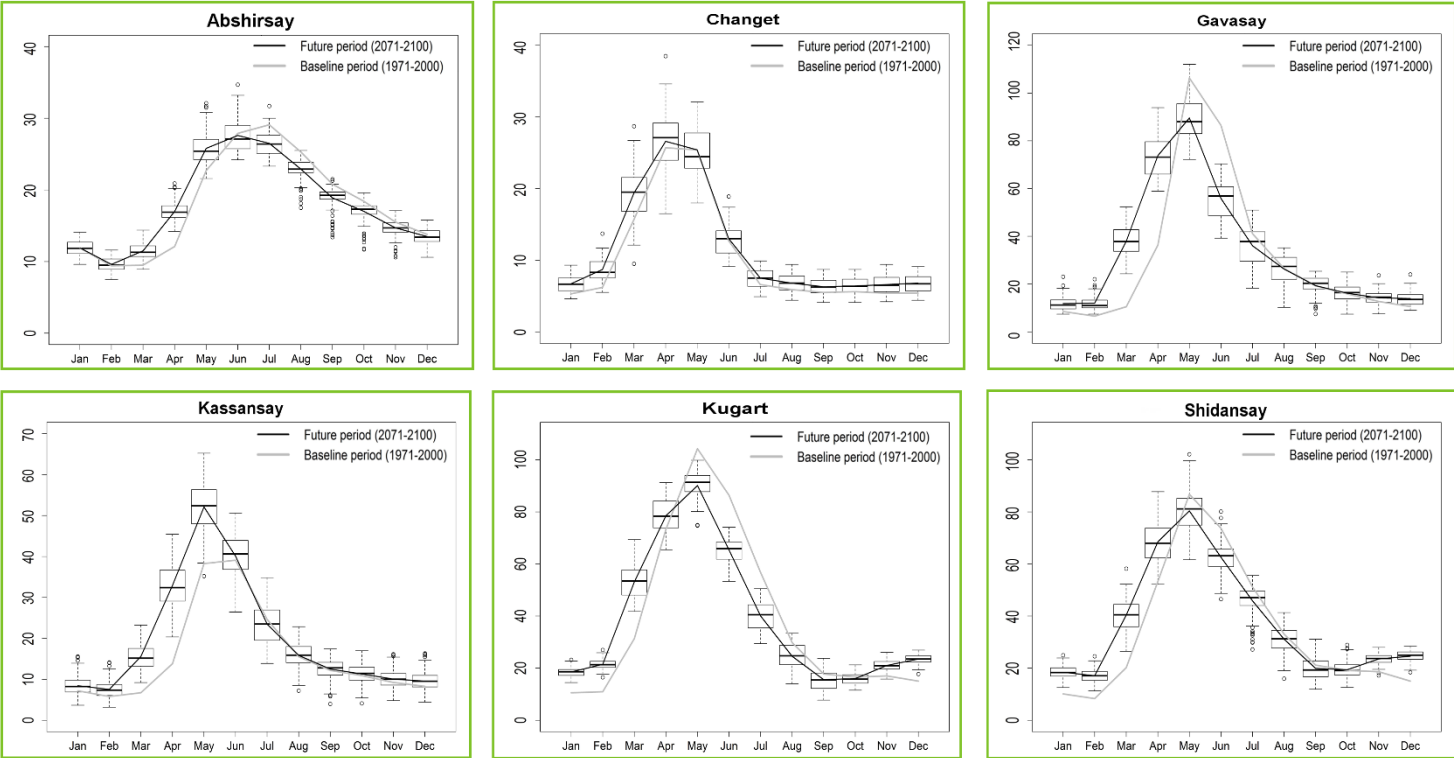 Abshirsay
Future period (2071-2100)
Baseline period (1971-2000)
40
30
20
10
0
Jan Feb Mar Apr May Jun Jul Aug Sep Oct Nov Dec
Changet
Future period (2071-2100)
Baseline period (1971-2000)
40
30
20
10
0
Jan Feb Mar Apr May Jun Jul Aug Sep Oct Nov Dec
Gavasay
Future period (2071-2100)
Baseline period (1971-2000)
120
100
80
60
40
20
0
Jan Feb Mar Apr May Jun Jul Aug Sep Oct Nov Dec
Kassansay
Future period (2071-2100)
Baseline period (1971-2000)
70
60
50
40
30
20
10
0
Jan Feb Mar Apr May Jun Jul Aug Sep Oct Nov Dec
Kugart
Future period (2071-2100)
Baseline period (1971-2000)
100
80
60
40
20
0
Jan Feb Mar Apr May Jun Jul Aug Sep Oct Nov Dec
Shidansay
Future period (2071-2100)
Baseline period (1971-2000)
100
80
60
40
20
0
Jan Feb Mar Apr May Jun Jul Aug Sep Oct Nov Dec